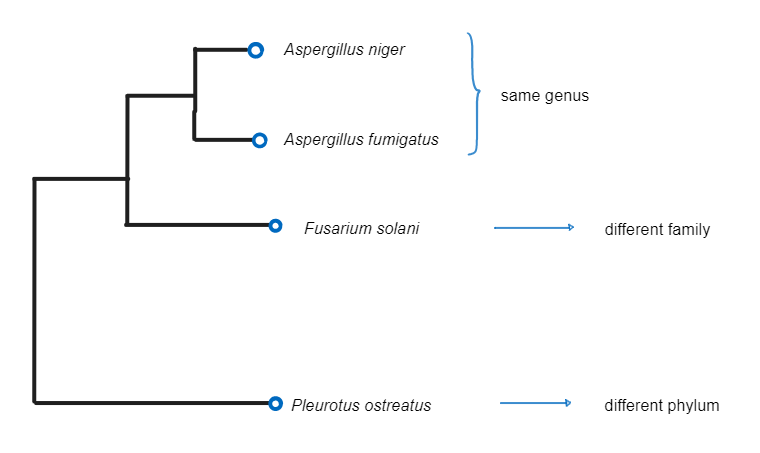 Aspergillus niger
same genus
Aspergillus fumigatus
Fusarium solani
different family
Pleurotus ostreatus
different phylum